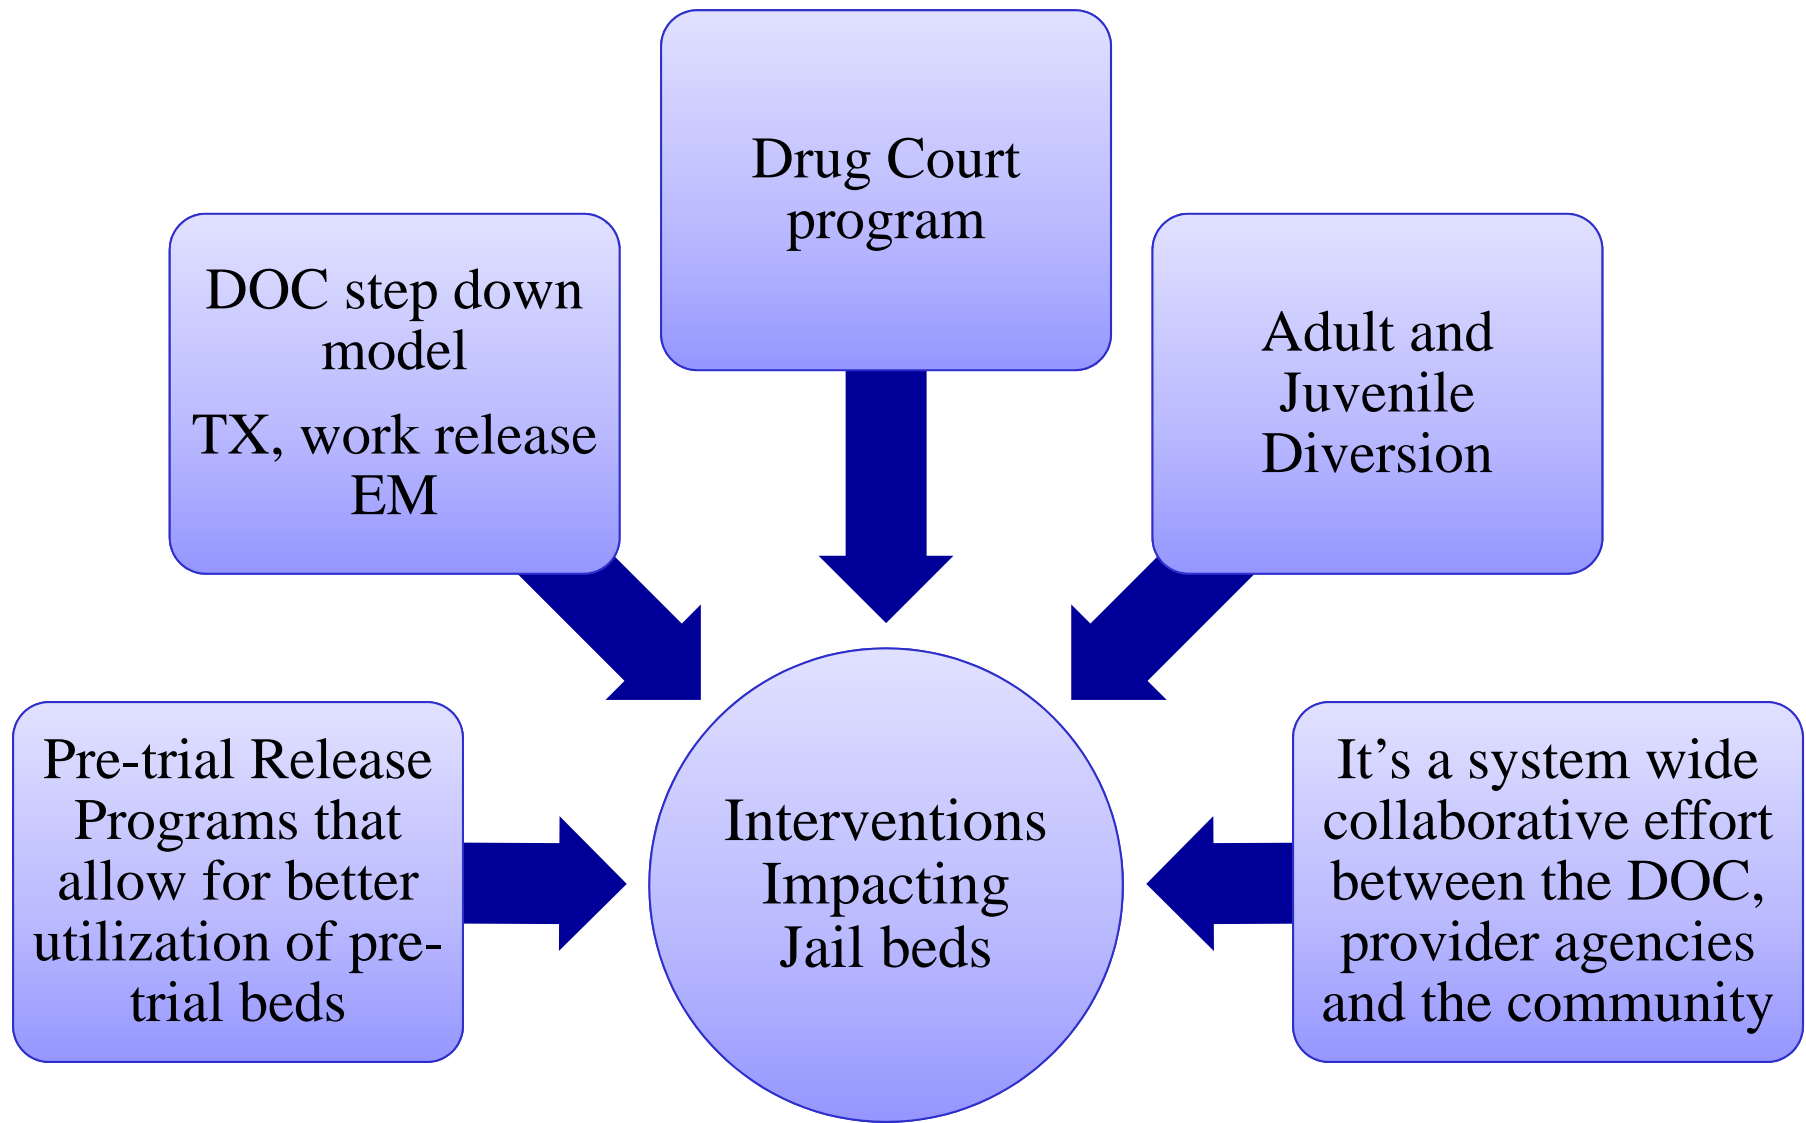 Drug Court
program
DOC step down
model
TX, work release
EM
Adult and
Juvenile
Diversion
Pre-trial Release
Programs that
allow for better
utilization of pre-
trial beds
Interventions
Impacting
Jail beds
It’s a system wide
collaborative effort
between the DOC,
provider agencies
and the community